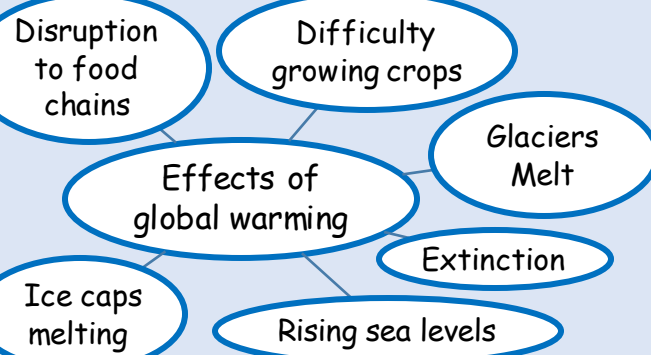 Disruption
to food
chains
Difficulty
growing crops
Glaciers
Melt
Effects of
global warming
Extinction
Ice caps
melting
Rising sea levels